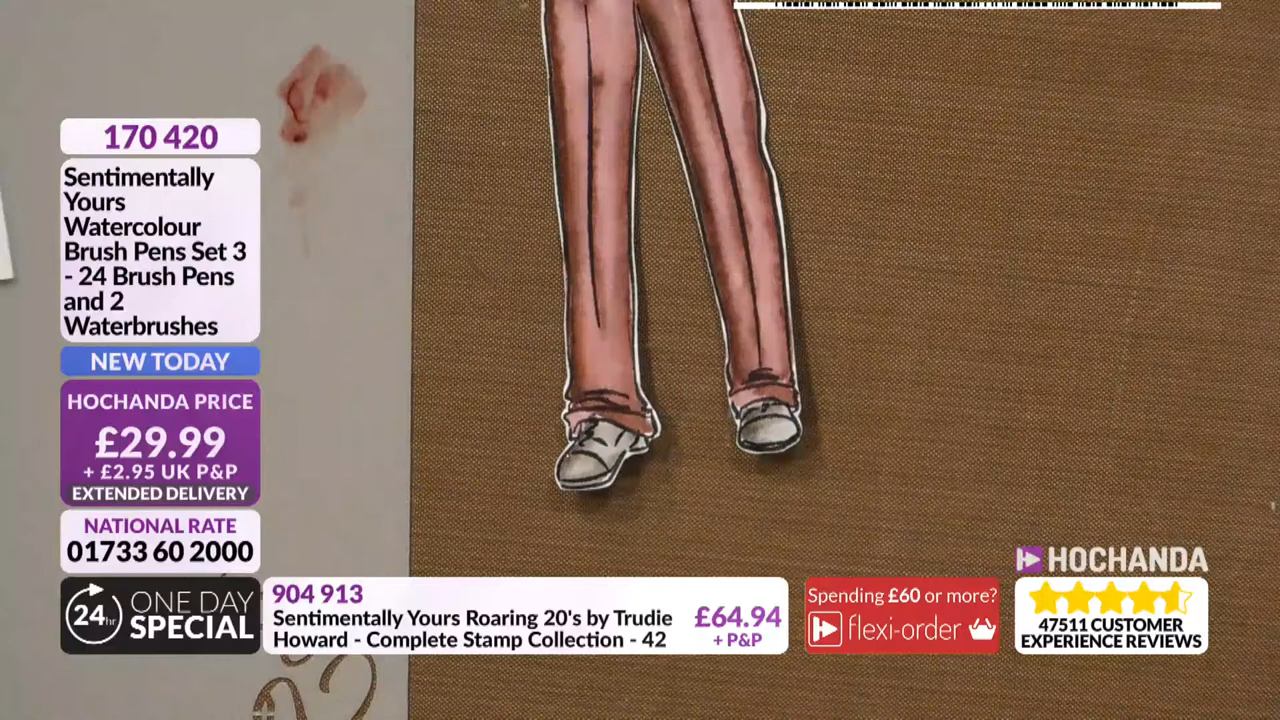 170 420
Sentimentally
Yours
Watercolour
Brush Pens Set 3
- 24 Brush Pens
and 2
Waterbrushes
NEW TODAY
HOCHANDA PRICE
£29.99
+ £2.95 UK P&P
EXTENDED DELIVERY
NATIONAL RATE
01733 60 2000
24hr
ONE DAY
SPECIAL
904 913
Sentimentally Yours Roaring 20's by Trudie
Howard - Complete Stamp Collection - 42
£64.94
+ P&P
Spending £60 or more?
flexi-order
HOCHANDA
47511 CUSTOMER
EXPERIENCE REVIEWS